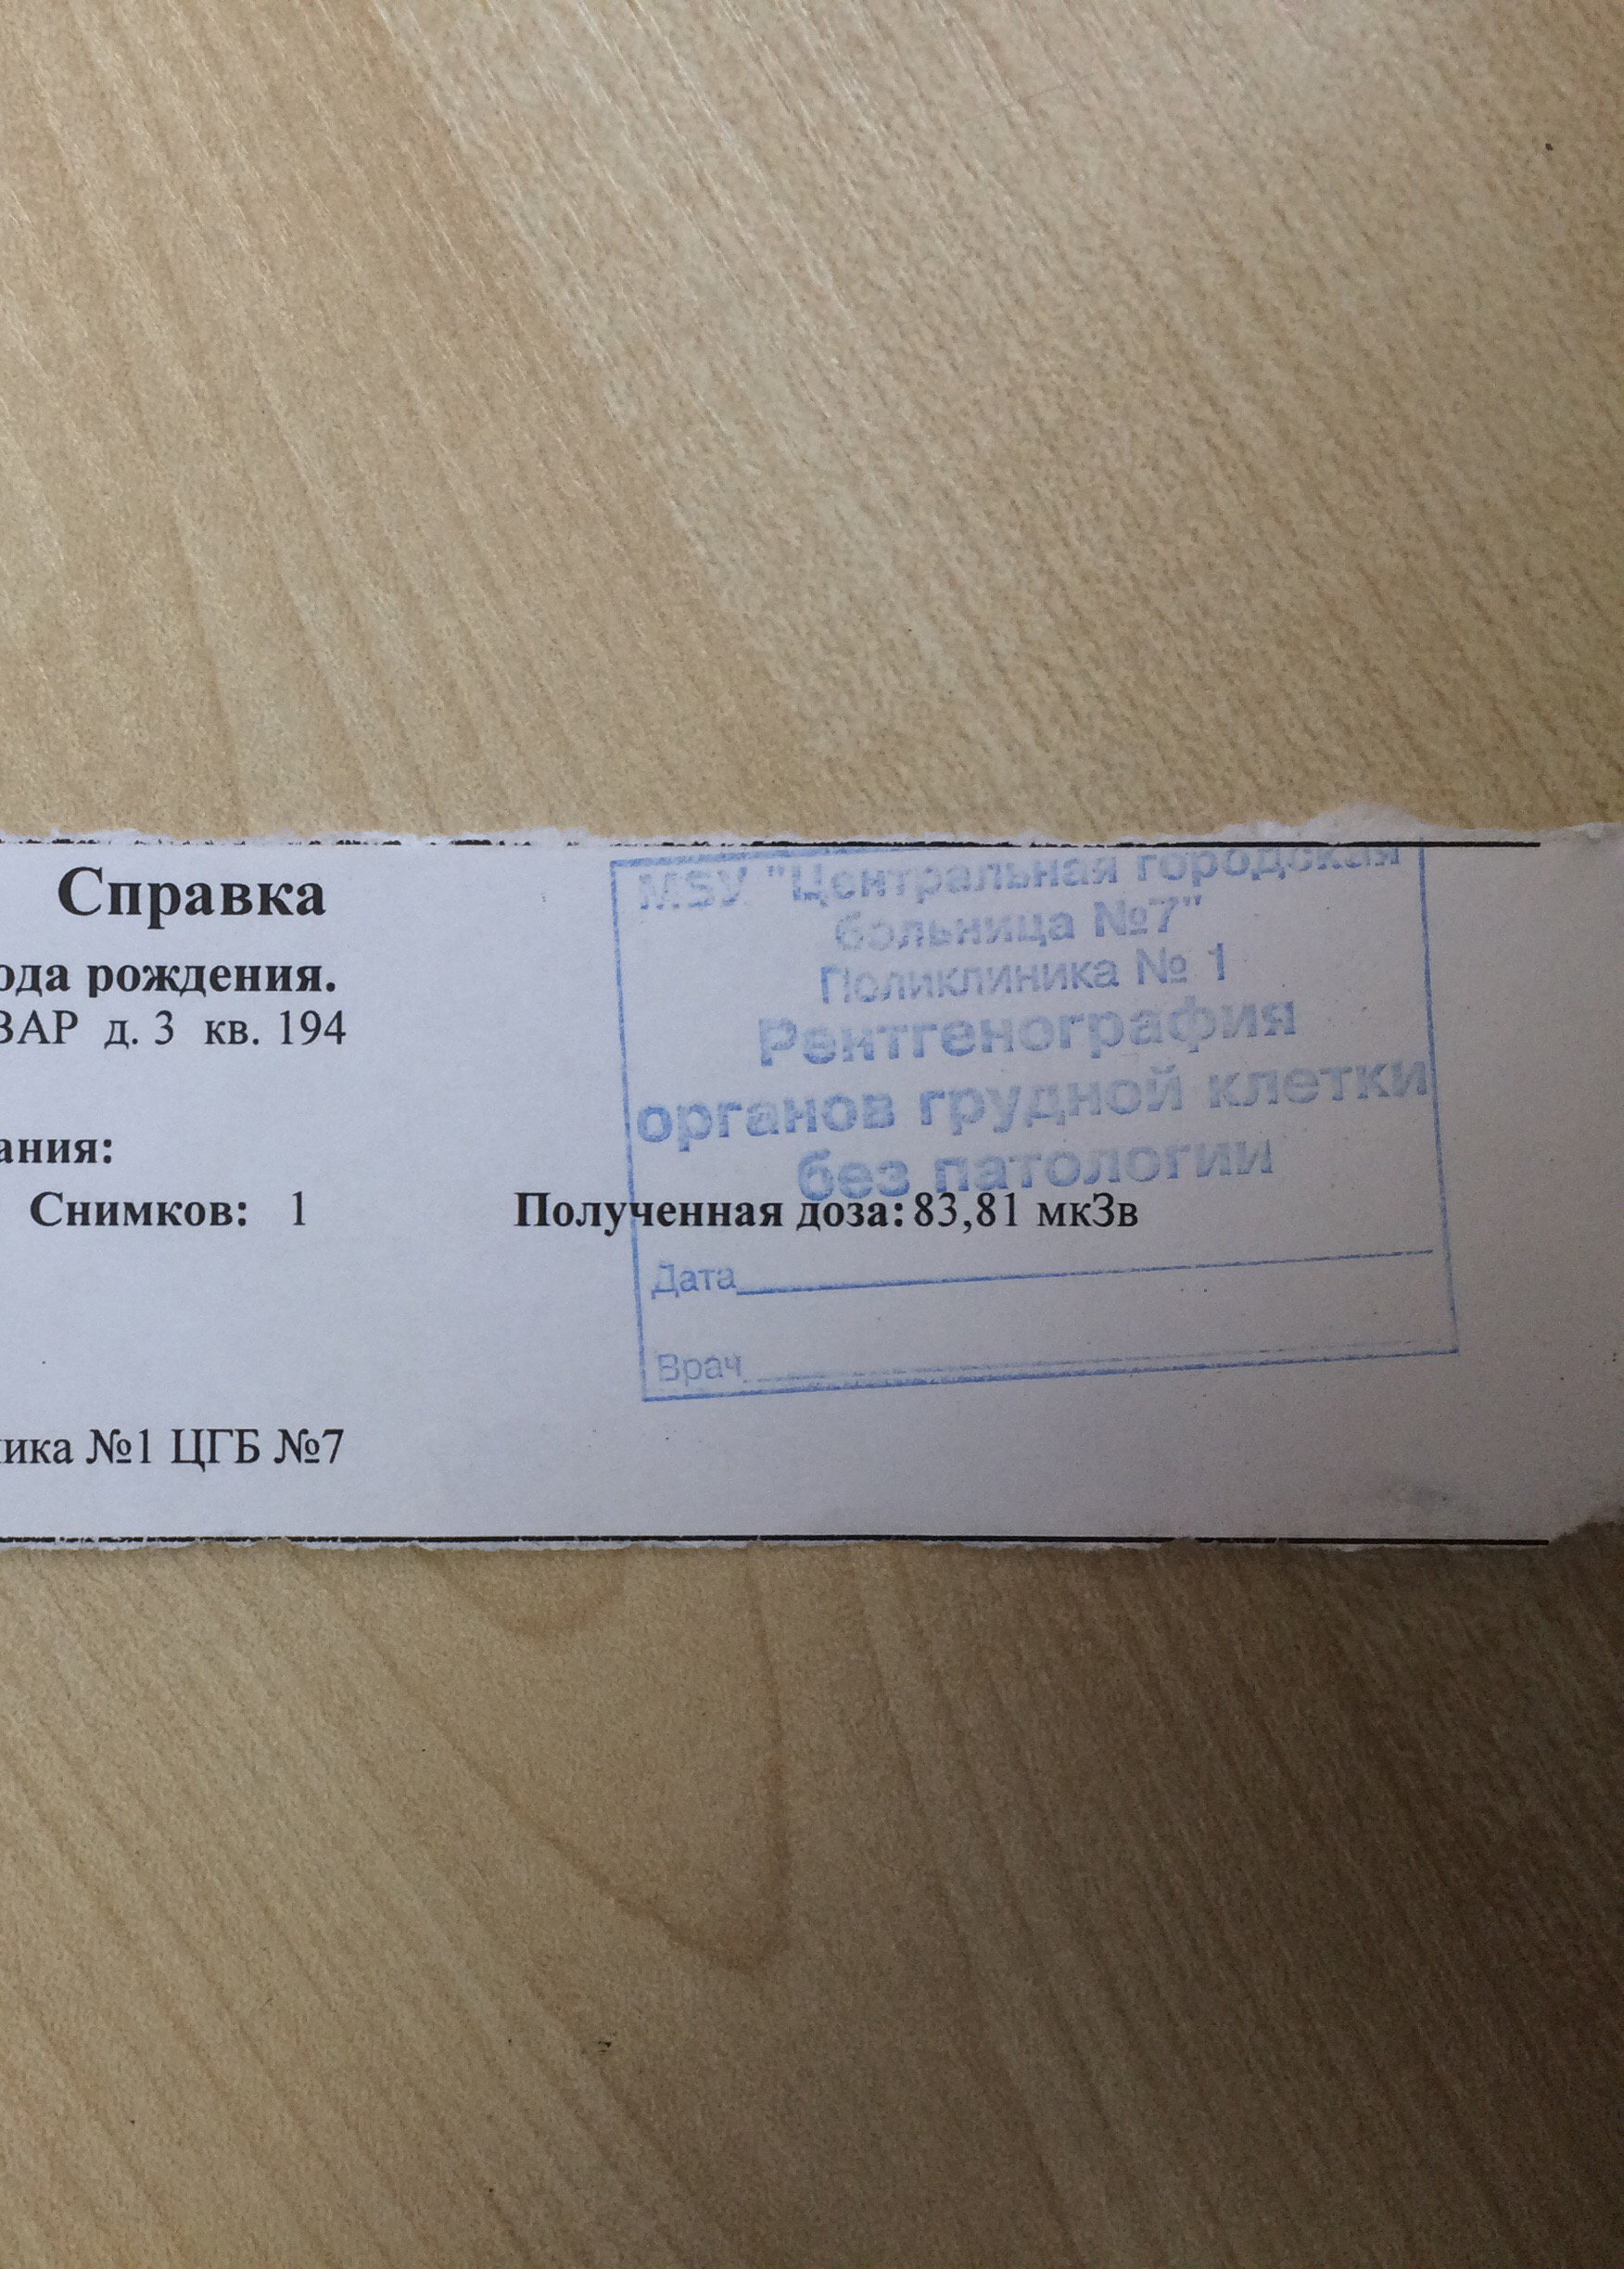 Справка
ода рождения.
ВАР д. 3 кв. 194
ания:
Снимков: 1 Полученная доза: 83,81 мкЗв
ика №1 ЦГБ №7
МБУ "Центральная городская
больница №7"
Поликлиника № 1
Рентгенография
органов грудной клетки
без патологии
Дата
Врач